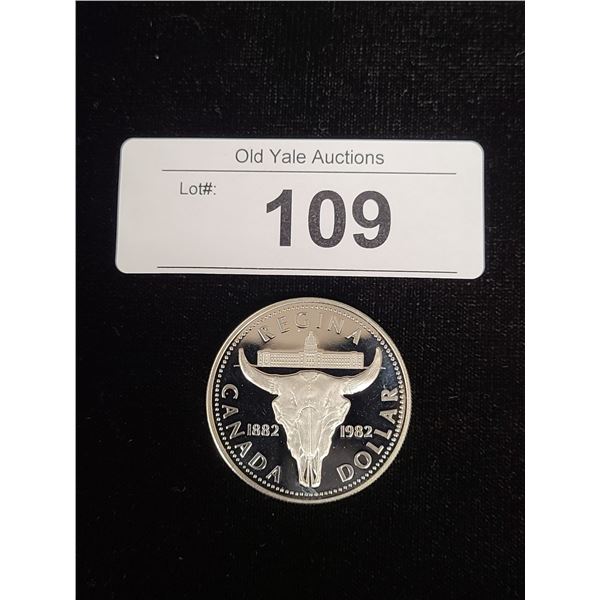 Old Yale Auctions
Lot#:
109
REGINA
1882 1982
CANADA DOLLAR